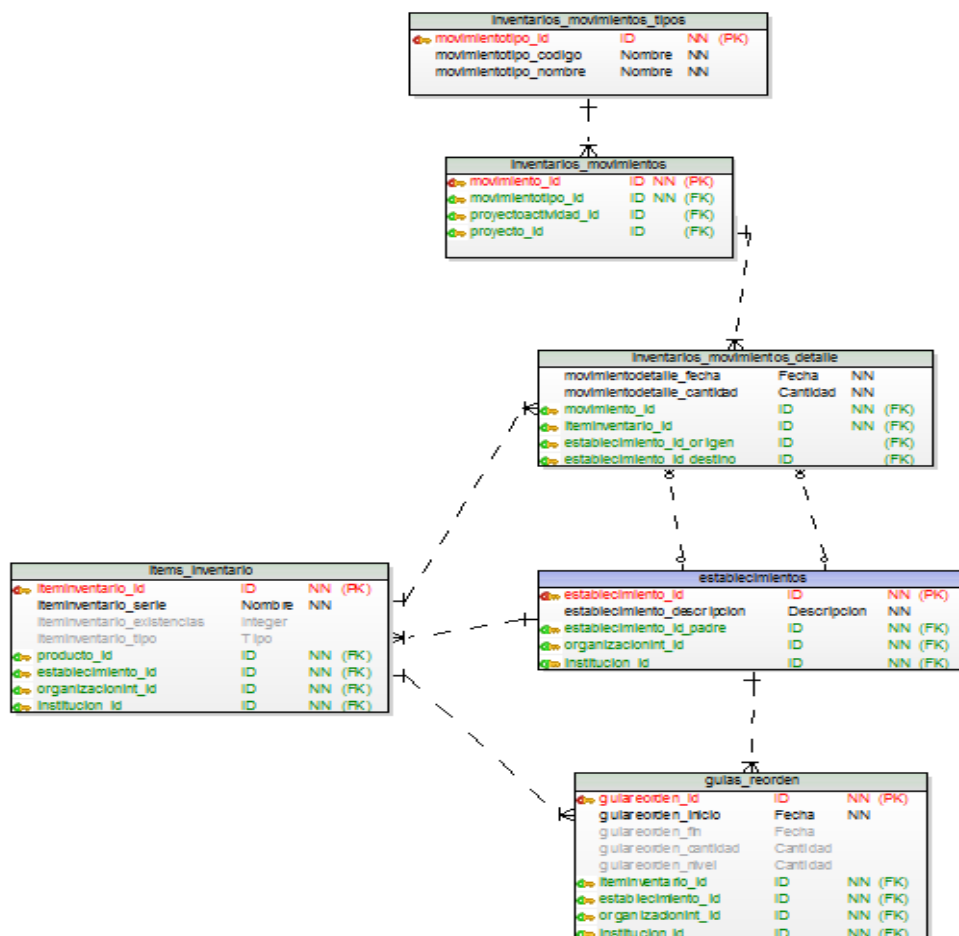 Inventarios_movimientos_tipos
movimientotipo_id ID NN (PK)
movimientotipo_codigo Nombre NN
movimientotipo_nombre Nombre NN
Inventarios_movimientos
movimiento_id ID NN (PK)
movimientotipo_id ID NN (FK)
proyectoactividad_id ID (FK)
proyecto_id ID (FK)
Inventarios_movimientos_detalle
movimientodetalle_fecha Fecha NN
movimientodetalle_cantidad Cantidad NN
movimiento_id ID NN (FK)
iteminventario_id ID NN (FK)
establecimiento_id_origen ID (FK)
establecimiento_id_destino ID (FK)
items_inventario
iteminventario_id ID NN (PK)
iteminventario_serie Nombre NN
iteminventario_existencias Integer
iteminventario_tipo Tipo
producto_id ID NN (FK)
establecimiento_id ID NN (FK)
organizacionint_id ID NN (FK)
institucion_id ID NN (FK)
establecimientos
establecimiento_id ID NN (PK)
establecimiento_descripcion Descripcion NN
establecimiento_id_padre ID NN (FK)
organizacionint_id ID NN (FK)
institucion_id ID NN (FK)
guias_reorden
guiareorden_id ID NN (PK)
guiareorden_inicio Fecha NN
guiareorden_fin Fecha
guiareorden_cantidad Cantidad
guiareorden_nivel Cantidad
iteminventario_id ID NN (FK)
establecimiento_id ID NN (FK)
organizacionint_id ID NN (FK)
institucion_id ID NN (FK)